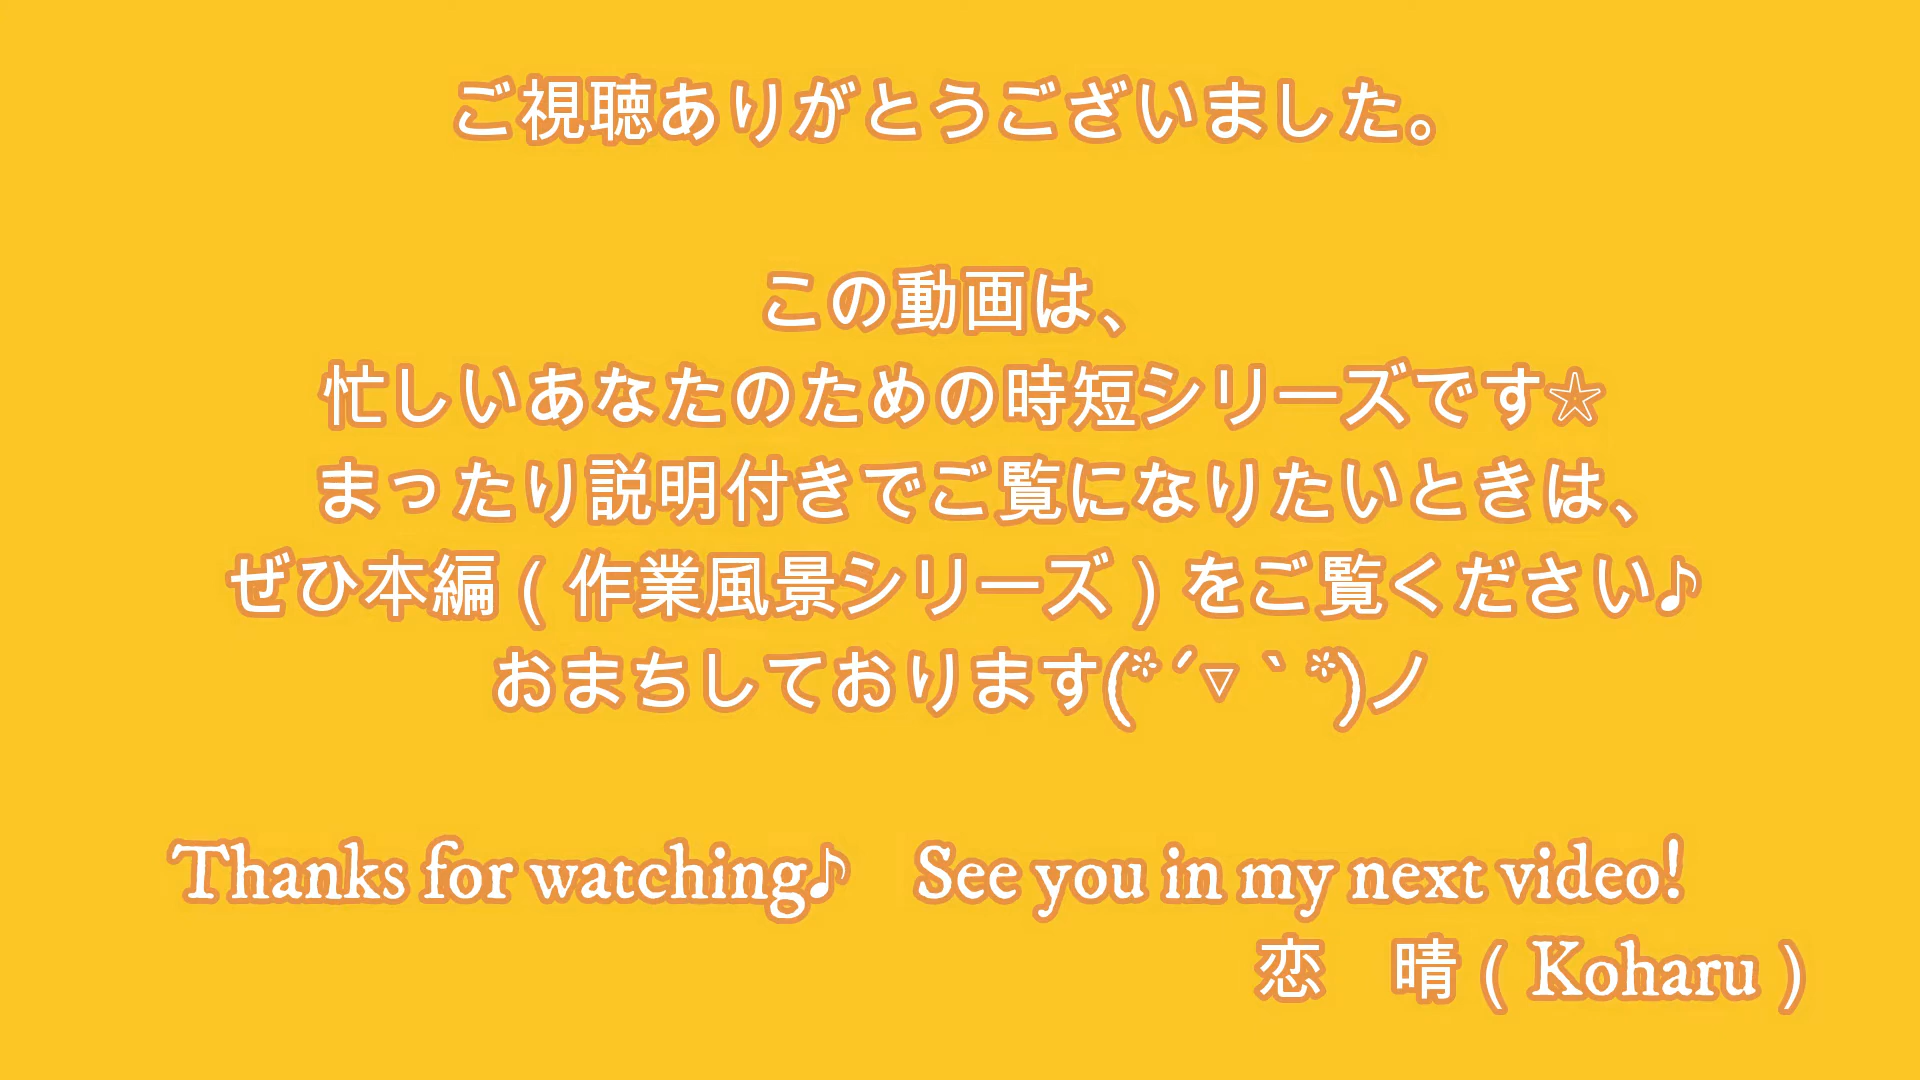 ご視聴ありがとうございました。
この動画は、
忙しいあなたのための時短シリーズです☆
まったり説明付きでご覧になりたいときは、
ぜひ本編（作業風景シリーズ）をご覧ください♪
おまちしております(*´▽｀*)ノ
Thanks for watching♪　See you in my next video!
恋　晴（Koharu）